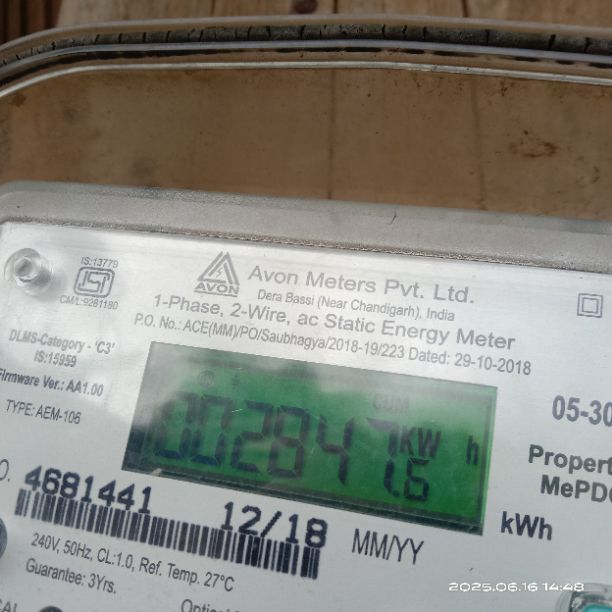 IS:13779
ISI
CM/L:9281180
AVON
Avon Meters Pvt. Ltd.
Dera Bassi (Near Chandigarh), India
1-Phase, 2-Wire, ac Static Energy Meter
P.O. No.: ACE(MM)/PO/Saubhagya/2018-19/223 Dated: 29-10-2018
DLMS-Category - 'C3'
IS:15959
Firmware Ver.: AA1.00
TYPE: AEM-106
CUM
002847.6 KW h
05-30
Propert
MePD
kWh
O. 4681441
12/18 MM/YY
240V, 50Hz, CL:1.0, Ref. Temp. 27°C
Guarantee: 3Yrs.
CAL
Optical
2025.06.16 14:48